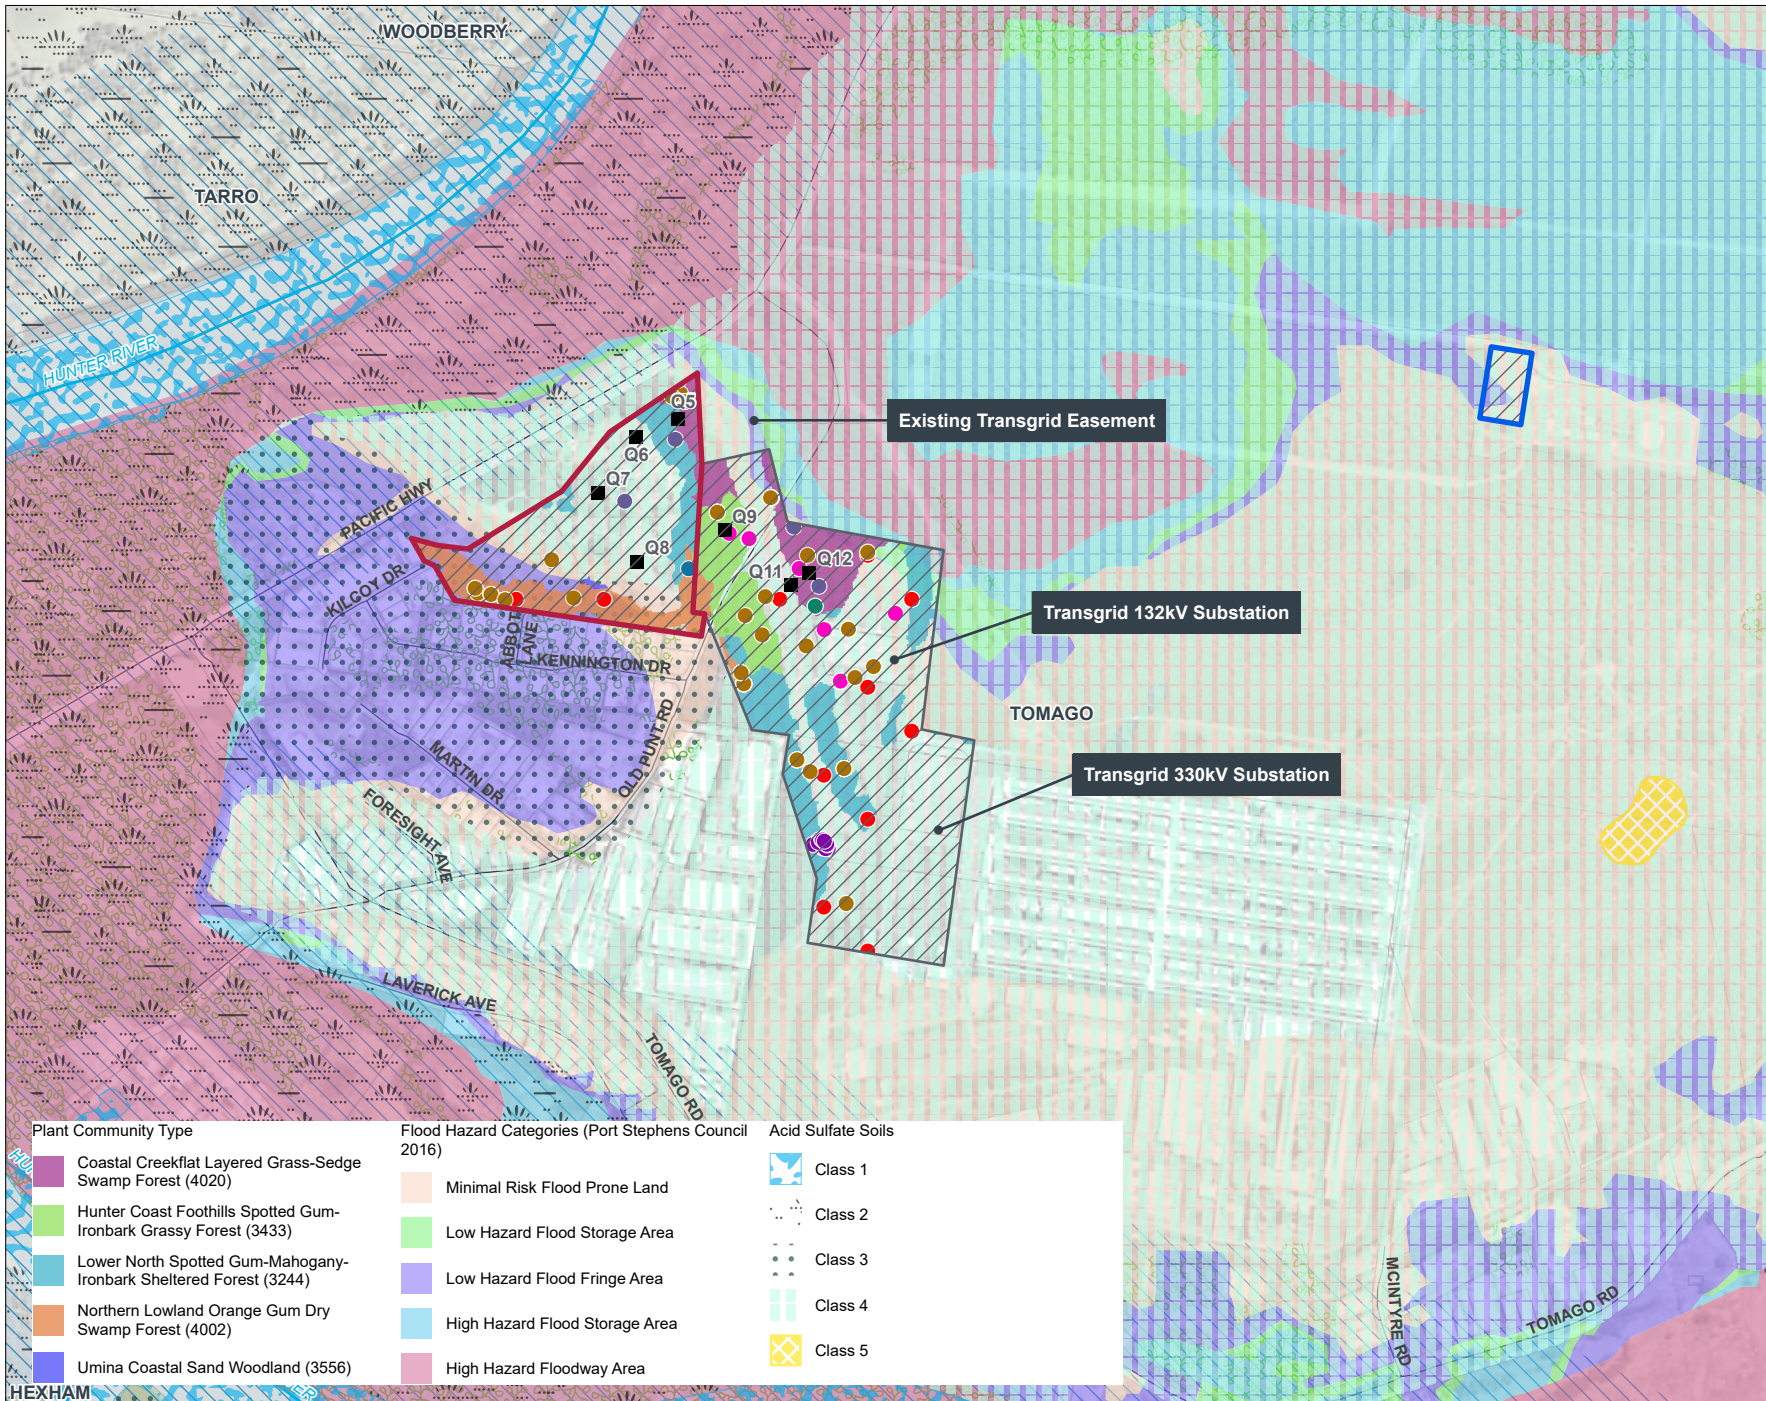 WOODBERRY
TARRO
HUNTER RIVER
Q5
Existing Transgrid Easement
Q6
Q7
PACIFIC HWY
Q9
Q8
Q11
Q12
KILGOY DR
Transgrid 132kV Substation
ABBOT
LANE
KENNINGTON DR
TOMAGO
OLD PUNT RD
MARTIN DR
Transgrid 330kV Substation
FORESIGHT AVE
LAVERICK AVE
TOMAGO RD
MCINTYRE RD
TOMAGO RD
Plant Community Type
Coastal Creekflat Layered Grass-Sedge
Swamp Forest (4020)
Hunter Coast Foothills Spotted Gum-
Ironbark Grassy Forest (3433)
Lower North Spotted Gum-Mahogany-
Ironbark Sheltered Forest (3244)
Northern Lowland Orange Gum Dry
Swamp Forest (4002)
Umina Coastal Sand Woodland (3556)
Flood Hazard Categories (Port Stephens Council
2016)
Minimal Risk Flood Prone Land
Low Hazard Flood Storage Area
Low Hazard Flood Fringe Area
High Hazard Flood Storage Area
High Hazard Floodway Area
Acid Sulfate Soils
Class 1
Class 2
Class 3
Class 4
Class 5
HEXHAM